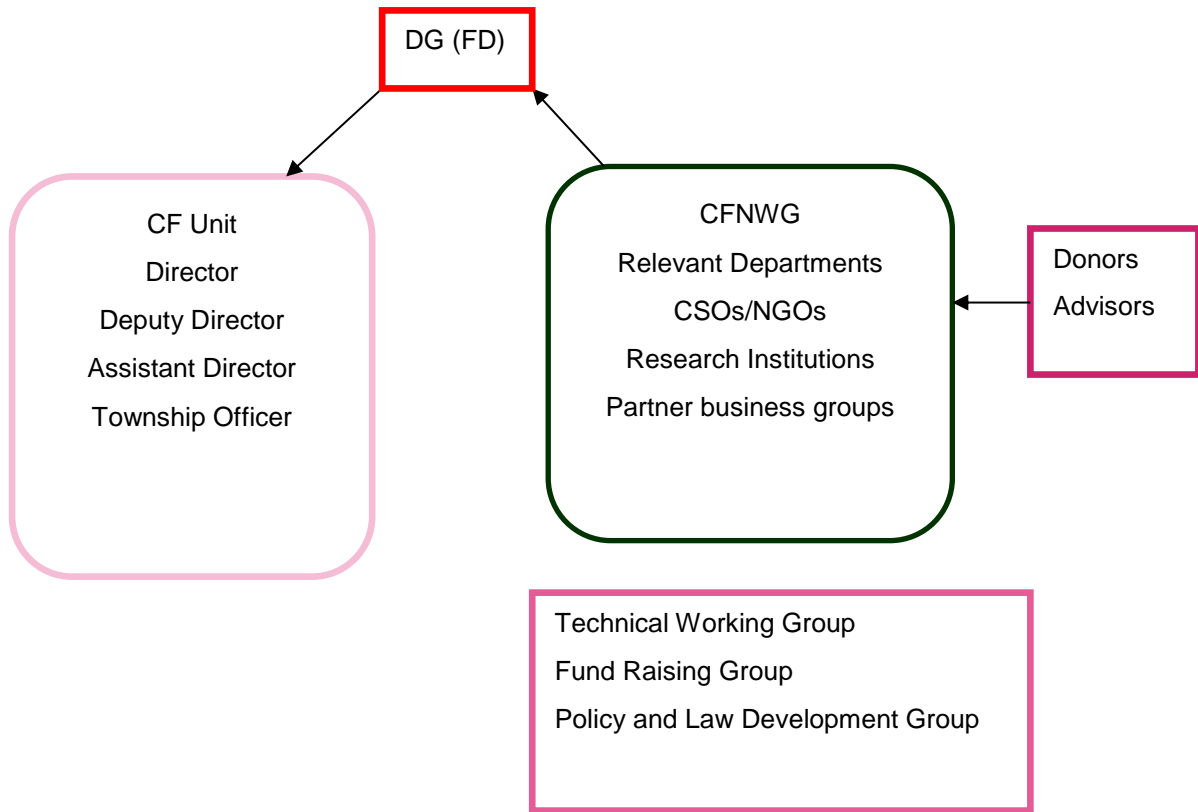 DG (FD)
CF Unit
Director
Deputy Director
Assistant Director
Township Officer
CFNWG
Relevant Departments
CSOs/NGOs
Research Institutions
Partner business groups
Donors
Advisors
Technical Working Group
Fund Raising Group
Policy and Law Development Group